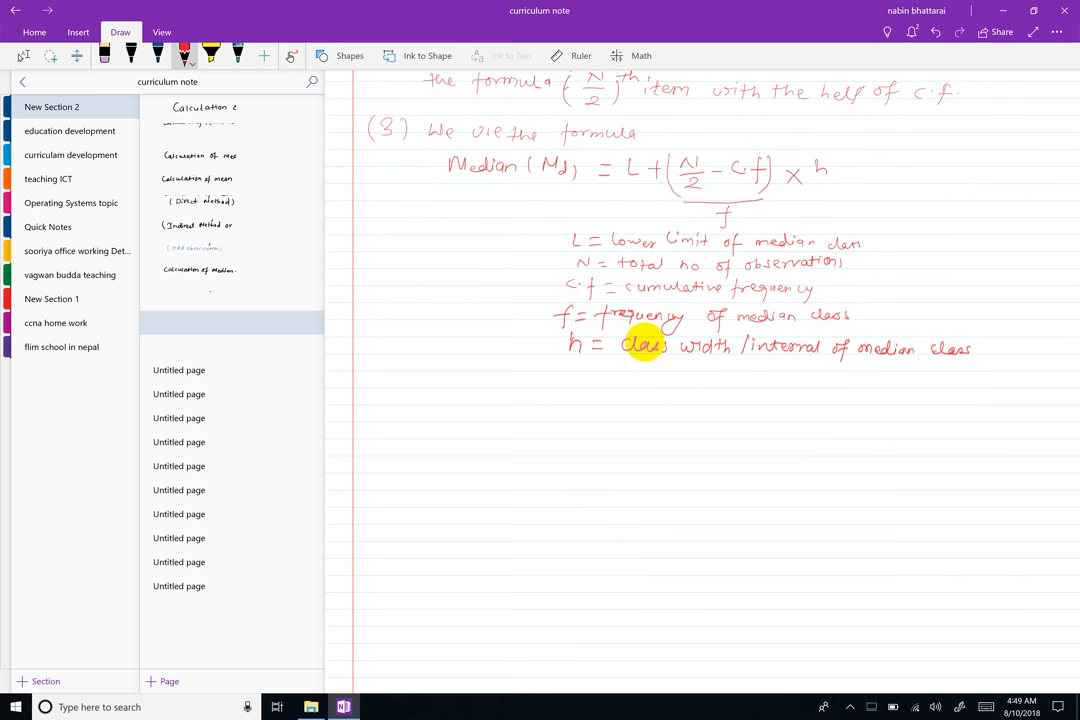 curriculum note
nabin bhattarai
Home
Insert
Draw
View
Share
Shapes
Ink to Shape
Ink to Text
Ruler
Math
curriculum note
New Section 2
education development
curriculam development
teaching ICT
Operating Systems topic
Quick Notes
sooriya office working Det...
vagwan budda teaching
New Section 1
ccna home work
flim school in nepal
Section
Calculation c
Calculation of Med
Calculation of mean
(Direct Method)
(Indirect Method or
(odd observation)
Calculation of Median.
Untitled page
Untitled page
Untitled page
Untitled page
Untitled page
Untitled page
Untitled page
Untitled page
Untitled page
Untitled page
Page
the formula (N/2)th item with the help of c.f.
(3) We use the formula
Median (Md) = L + (N/2 - c.f)/f × h
L = lower limit of median class
N = total no of observations
c.f = cumulative frequency
f = frequency of median class
h = class width /interval of median class
Type here to search
4:49 AM
8/10/2018